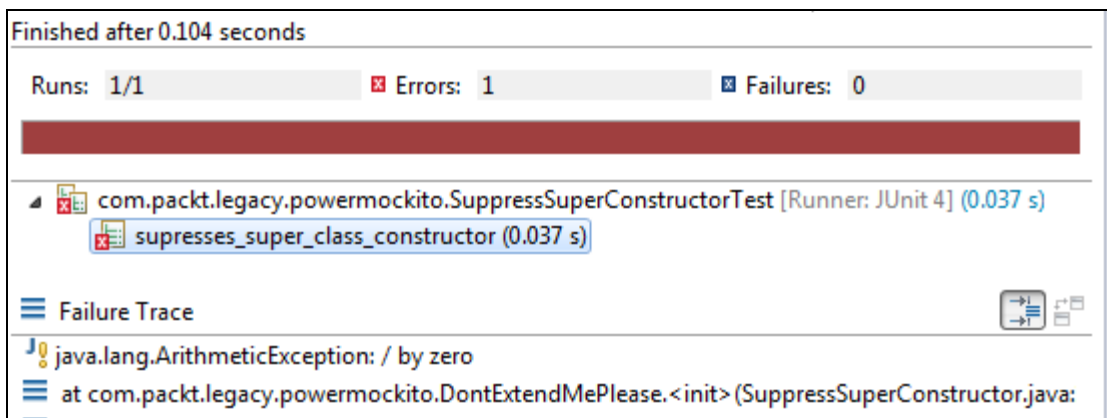 Finished after 0.104 seconds
Runs: 1/1 Errors: 1 Failures: 0
com.packt.legacy.powermockito.SuppressSuperConstructorTest [Runner: JUnit 4] (0.037 s)
supresses_super_class_constructor (0.037 s)
Failure Trace
java.lang.ArithmeticException: / by zero
at com.packt.legacy.powermockito.DontExtendMePlease.<init>(SuppressSuperConstructor.java: